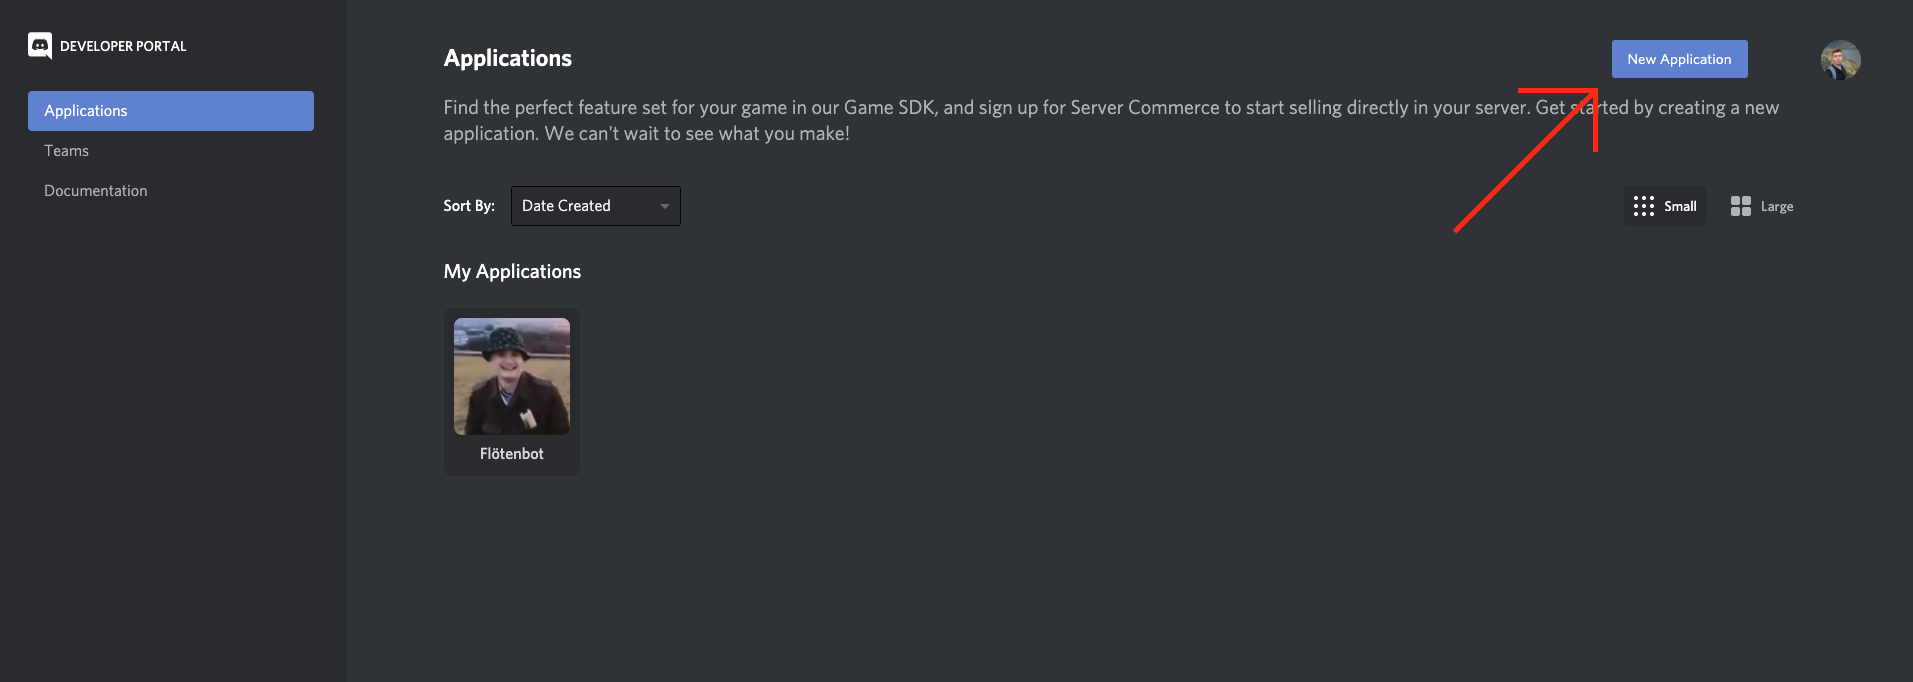 DEVELOPER PORTAL
Applications
Teams
Documentation
Applications
New Application
Find the perfect feature set for your game in our Game SDK, and sign up for Server Commerce to start selling directly in your server. Get started by creating a new
application. We can't wait to see what you make!
Sort By: Date Created
Small Large
My Applications
Flötenbot